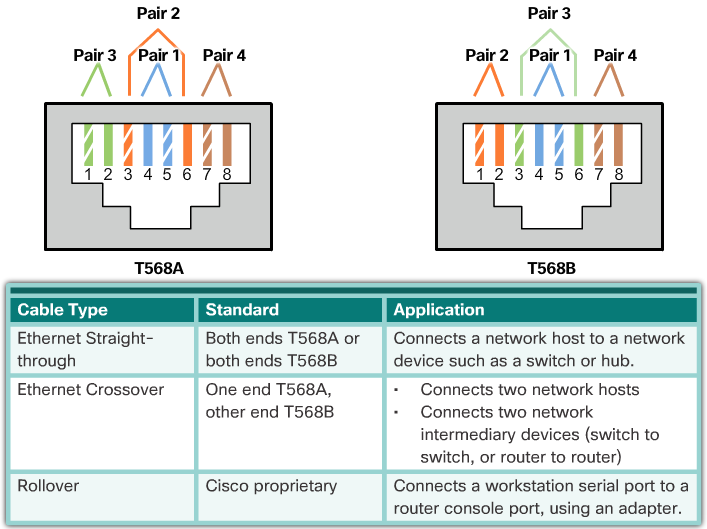 Pair 2
Pair 3 Pair 1 Pair 4
1 2 3 4 5 6 7 8
T568A
Pair 3
Pair 2 Pair 1 Pair 4
1 2 3 4 5 6 7 8
T568B
Cable Type Standard Application
Ethernet Straight-
through
Both ends T568A or
both ends T568B
Connects a network host to a network
device such as a switch or hub.
Ethernet Crossover
One end T568A,
other end T568B
• Connects two network hosts
• Connects two network
intermediary devices (switch to
switch, or router to router)
Rollover
Cisco proprietary
Connects a workstation serial port to a
router console port, using an adapter.